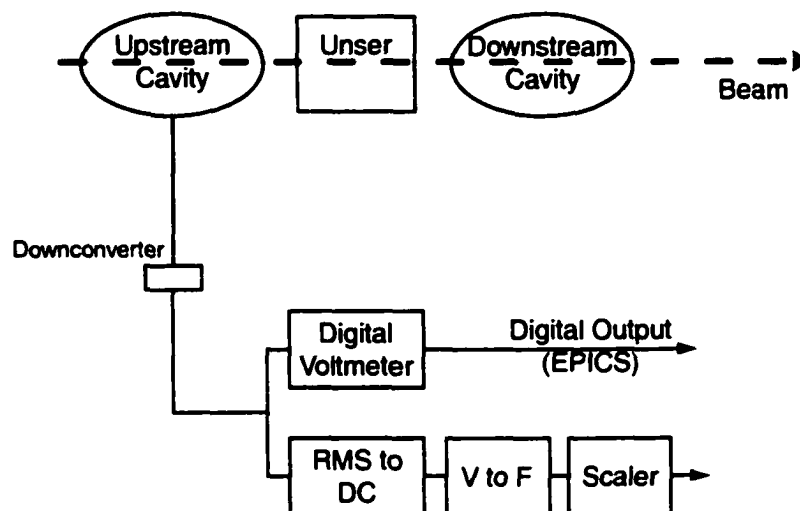 Upstream
Cavity
Unser
Downstream
Cavity
Beam
Downconverter
Digital
Voltmeter
Digital Output
(EPICS)
RMS to
DC
V to F
Scaler